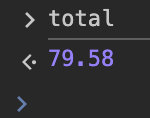 > total
<· 79.58
>